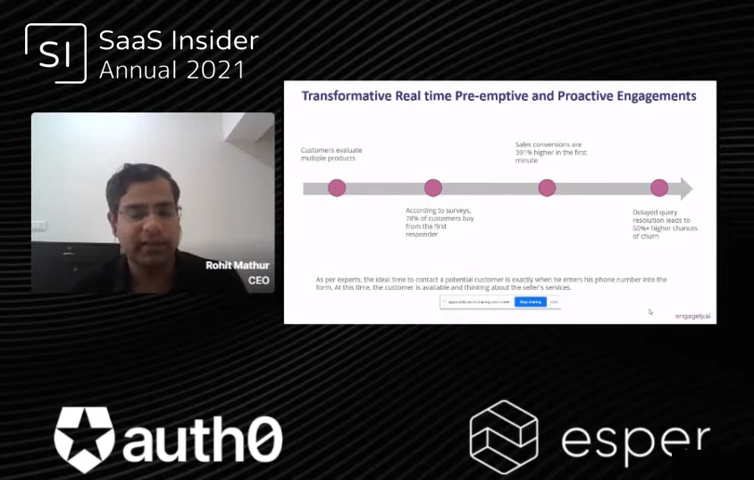 SI
SaaS Insider
Annual 2021
Transformative Real time Pre-emptive and Proactive Engagements
Customers evaluate
multiple products
Sales conversions are
391% higher in the first
minute
According to surveys,
78% of customers buy
from the first
responder
Delayed query
resolution leads to
50%+ higher chances
of churn
As per experts, the ideal time to contact a potential customer is exactly when he enters his phone number into the
form. At this time, the customer is available and thinking about the seller's services.
Stop sharing
engagely.ai
Rohit Mathur
CEO
auth0
esper